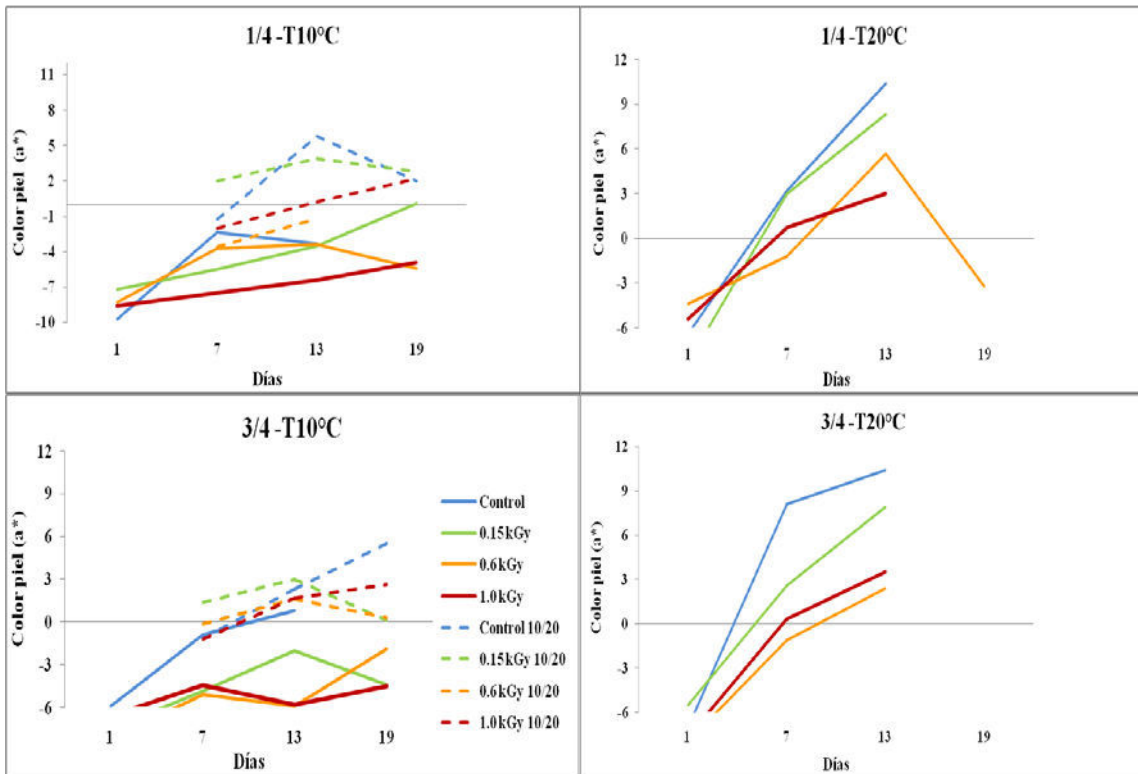 1/4 -T10°C
11
8
5
2
-1
-4
-7
-10
Color piel (a*)
1 7 13 19
Días
1/4 -T20°C
12
9
6
3
0
-3
-6
Color piel (a*)
1 7 13 19
Días
3/4 -T10°C
12
9
6
3
0
-3
-6
Color piel (a*)
1 7 13 19
Días
Control
0.15kGy
0.6kGy
1.0kGy
Control 10/20
0.15kGy 10/20
0.6kGy 10/20
1.0kGy 10/20
3/4 -T20°C
12
9
6
3
0
-3
-6
Color piel (a*)
1 7 13 19
Días